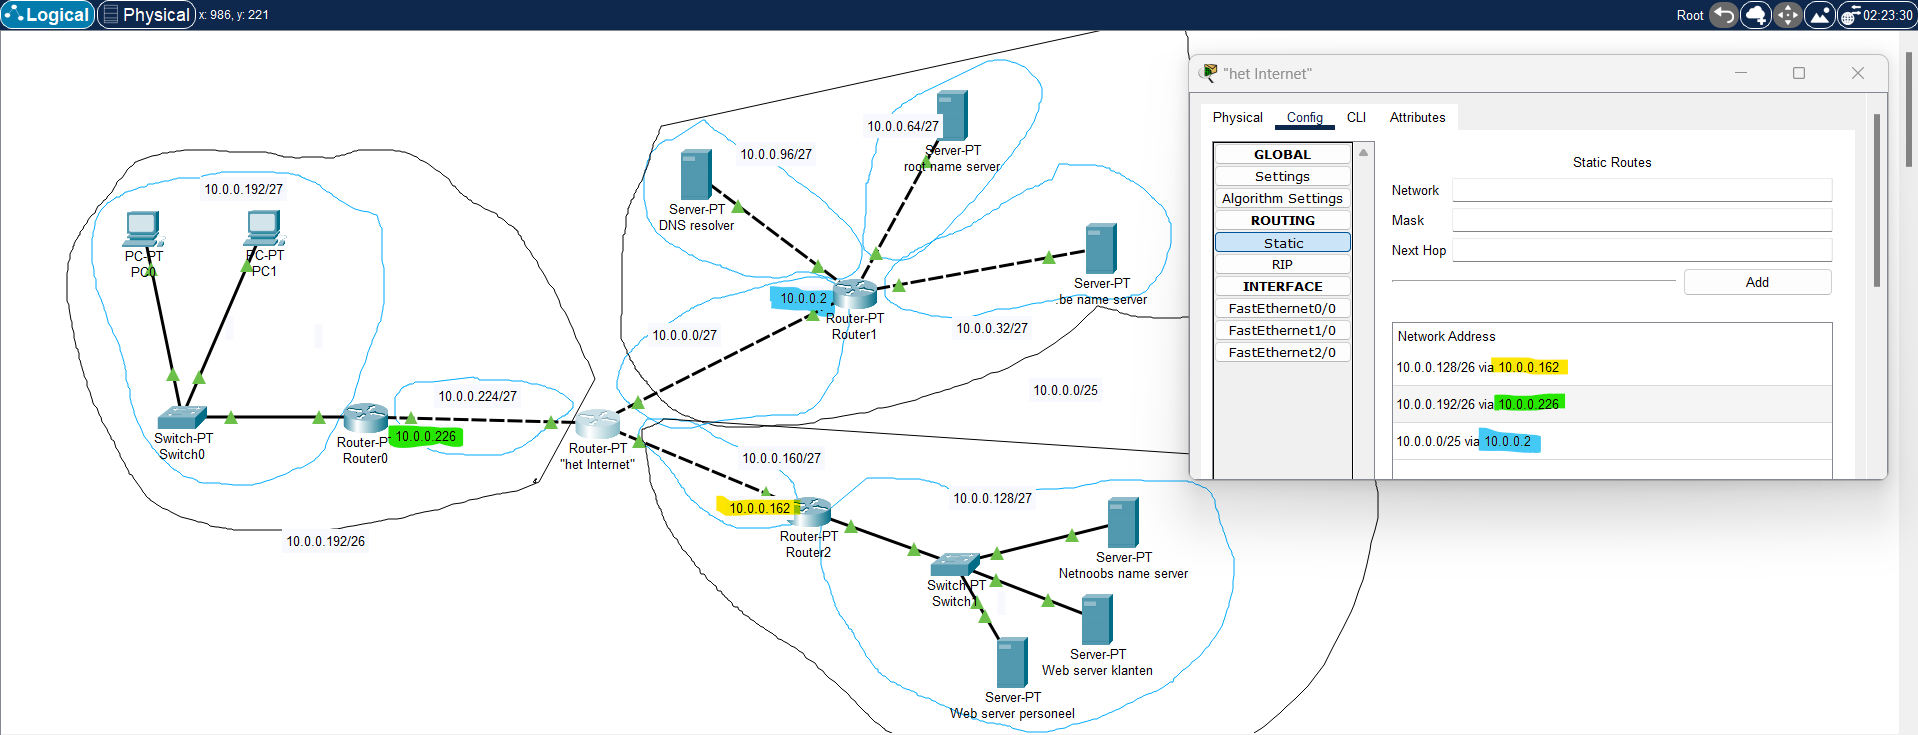 Logical Physical x: 986, y: 221
Root 02:23:30
"het Internet"
Physical Config CLI Attributes
GLOBAL
Settings
Algorithm Settings
ROUTING
Static
RIP
INTERFACE
FastEthernet0/0
FastEthernet1/0
FastEthernet2/0
Static Routes
Network
Mask
Next Hop
Add
Network Address
10.0.0.128/26 via 10.0.0.162
10.0.0.192/26 via 10.0.0.226
10.0.0.0/25 via 10.0.0.2
10.0.0.192/27
PC-PT
PC0
PC-PT
PC1
Switch-PT
Switch0
Router-PT
Router0
10.0.0.226
10.0.0.224/27
10.0.0.192/26
Router-PT
"het Internet"
10.0.0.96/27
Server-PT
DNS resolver
10.0.0.64/27
Server-PT
root name server
Server-PT
be name server
10.0.0.32/27
10.0.0.2
Router-PT
Router1
10.0.0.0/27
10.0.0.0/25
10.0.0.160/27
10.0.0.162
Router-PT
Router2
10.0.0.128/27
Switch-PT
Switch1
Server-PT
Netnoobs name server
Server-PT
Web server klanten
Server-PT
Web server personeel